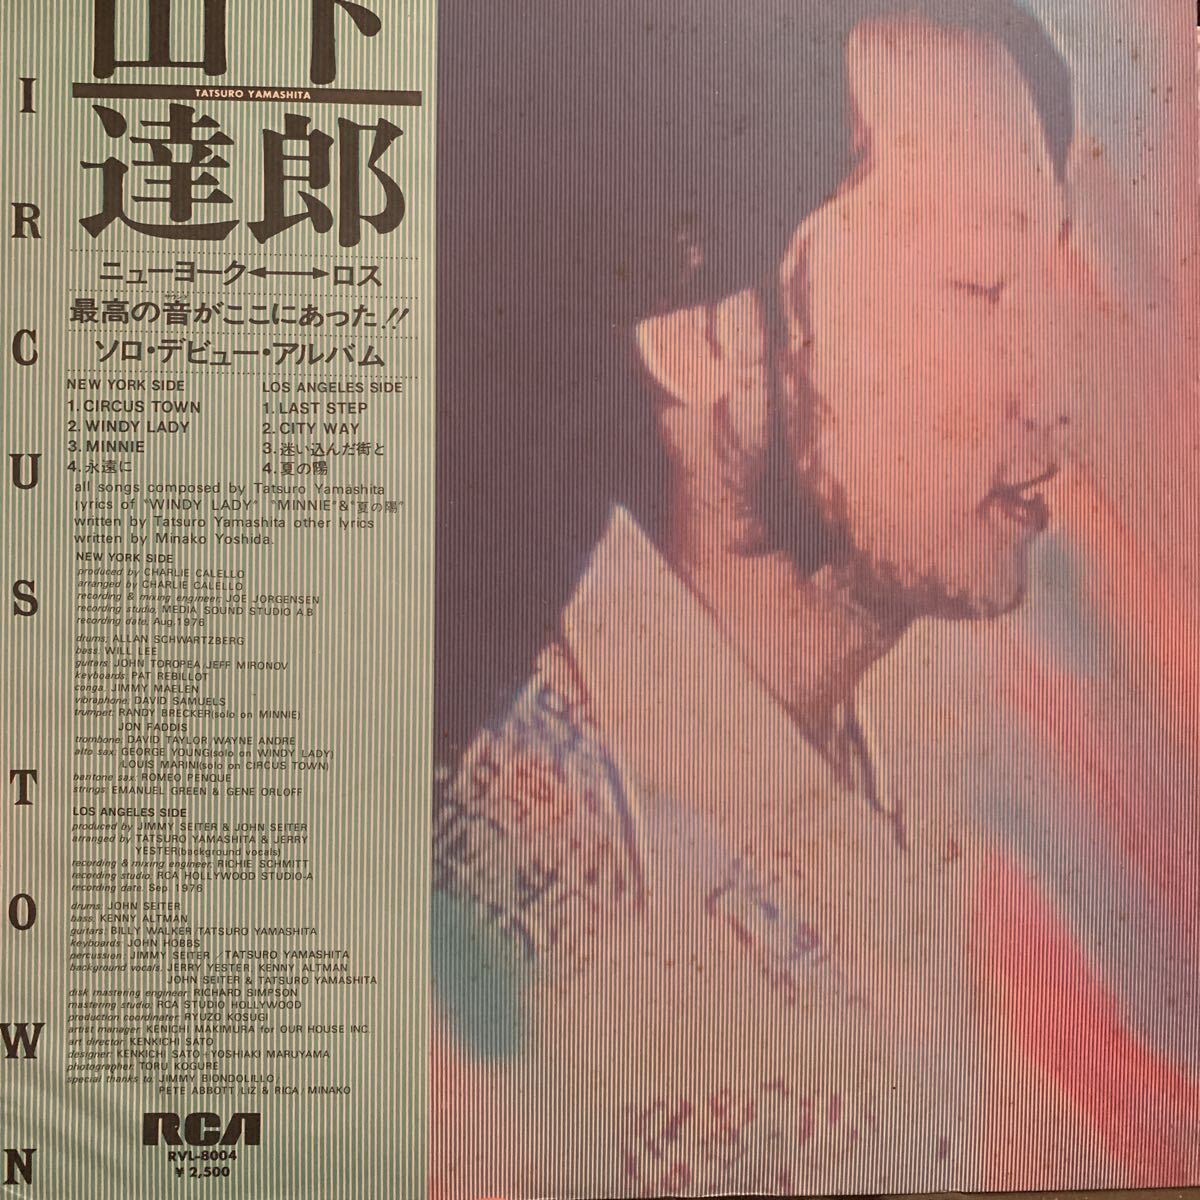 山下
TATSURO YAMASHITA
達郎
ニューヨーク⟷ロス
サウンド
最高の音がここにあった!!
ソロ・デビュー・アルバム
NEW YORK SIDE
1. CIRCUS TOWN
2. WINDY LADY
3. MINNIE
4. 永遠に
LOS ANGELES SIDE
1. LAST STEP
2. CITY WAY
3. 迷い込んだ街と
4. 夏の陽
all songs composed by Tatsuro Yamashita
lyrics of "WINDY LADY" "MINNIE" & "夏の陽"
written by Tatsuro Yamashita other lyrics
written by Minako Yoshida.
NEW YORK SIDE
produced by CHARLIE CALELLO
arranged by CHARLIE CALELLO
recording & mixing engineer: JOE JORGENSEN
recording studio, MEDIA SOUND STUDIO A.B
recording date, Aug.1976
drums; ALLAN SCHWARTZBERG
bass: WILL LEE
guitars: JOHN TOROPEA/JEFF MIRONOV
keyboards: PAT REBILLOT
conga: JIMMY MAELEN
vibraphone: DAVID SAMUELS
trumpet: RANDY BRECKER(solo on MINNIE)
JON FADDIS
trombone: DAVID TAYLOR/WAYNE ANDRE
alto sax: GEORGE YOUNG(solo on WINDY LADY)
LOUIS MARINI(solo on CIRCUS TOWN)
baritone sax: ROMEO PENQUE
strings: EMANUEL GREEN & GENE ORLOFF
LOS ANGELES SIDE
produced by JIMMY SEITER & JOHN SEITER
arranged by TATSURO YAMASHITA & JERRY
YESTER(background vocals)
recording & mixing engineer: RICHIE SCHMITT
recording studio: RCA HOLLYWOOD STUDIO-A
recording date: Sep. 1976
drums: JOHN SEITER
bass: KENNY ALTMAN
guitars: BILLY WALKER/TATSURO YAMASHITA
keyboards: JOHN HOBBS
percussion: JIMMY SEITER/TATSURO YAMASHITA
background vocals: JERRY YESTER, KENNY ALTMAN
JOHN SEITER & TATSURO YAMASHITA
disk mastering engineer: RICHARD SIMPSON
mastering studio: RCA STUDIO HOLLYWOOD
production coordinater: RYUZO KOSUGI
artist manager: KENICHI MAKIMURA for OUR HOUSE INC.
art director: KENKICHI SATO
designer: KENKICHI SATO+YOSHIAKI MARUYAMA
photographer: TORU KOGURE
special thanks to: JIMMY BIONDOLILLO/
PETE ABBOTT/LIZ & RICA/MINAKO
RCA
RVL-8004
¥2,500
IRCUS TOWN